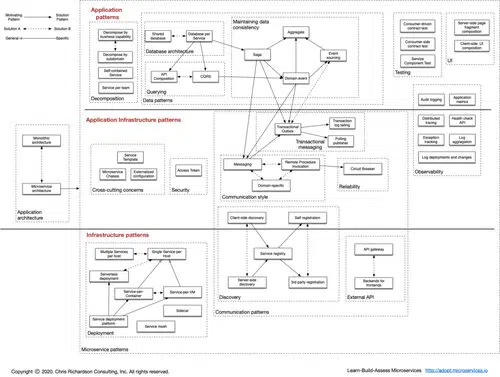 Motivating
Pattern
Solution
Pattern
Solution A
Solution B
General
Specific
Application
patterns
Decompose by
business capability
Decompose by
subdomain
Self-contained
Service
Service per team
Decomposition
Shared
database
Database per
Service
Database architecture
API
Composition
CQRS
Querying
Data patterns
Maintaining data
consistency
Aggregate
Saga
Event
sourcing
Domain event
Consumer-driven
contract test
Consumer-side
contract test
Service
Component Test
Testing
Server-side page
fragment
composition
Client-side UI
composition
UI
Application Infrastructure patterns
Monolithic
architecture
Microservice
architecture
Application
architecture
Service
Template
Microservice
Chassis
Externalized
configuration
Cross-cutting concerns
Access Token
Security
Transactional
Outbox
Transaction
log tailing
Polling
publisher
Transactional
messaging
Messaging
Remote Procedure
Invocation
Domain-specific
Communication style
Circuit Breaker
Reliability
Audit logging
Application
metrics
Distributed
tracing
Health check
API
Exception
tracking
Log
aggregation
Log deployments and changes
Observability
Infrastructure patterns
Multiple Services
per host
Single Service per
Host
Serverless
deployment
Service-per-
Container
Service-per-VM
Service deployment
platform
Sidecar
Service mesh
Deployment
Client-side discovery
Self registration
Service registry
Server-side
discovery
3rd-party registration
Discovery
Communication patterns
API gateway
Backends for
frontends
External API
Microservice patterns
Copyright © 2020. Chris Richardson Consulting, Inc. All rights reserved.
Learn-Build-Assess Microservices http://adopt.microservices.io